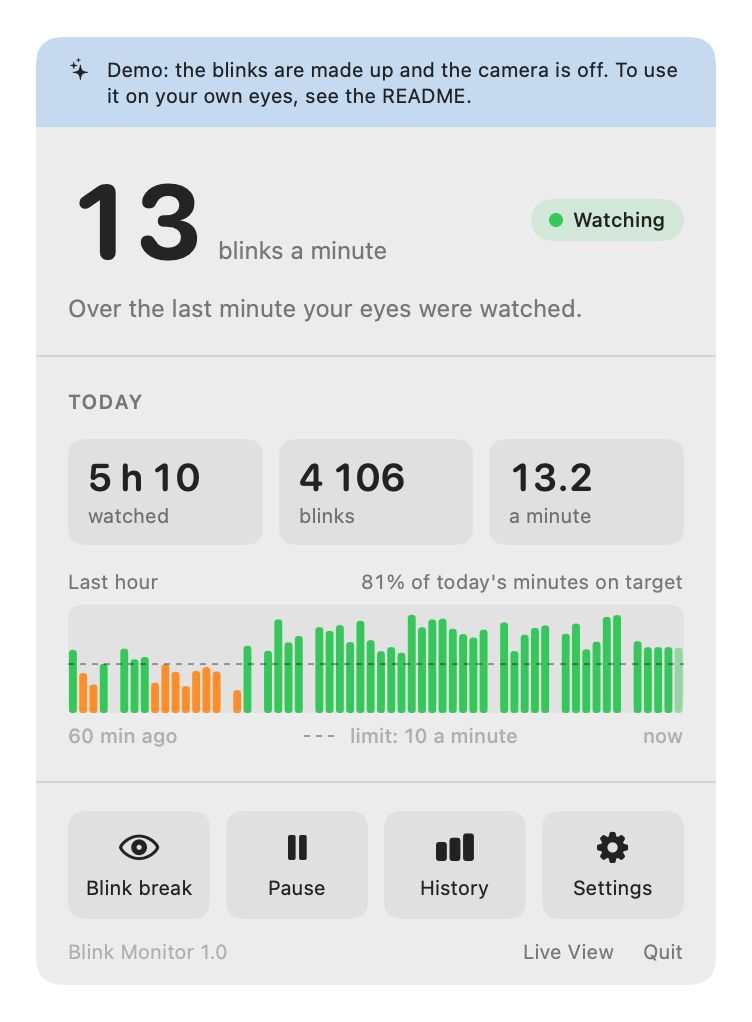 Demo: the blinks are made up and the camera is off. To use
it on your own eyes, see the README.
13 blinks a minute
Watching
Over the last minute your eyes were watched.
TODAY
5 h 10
watched
4 106
blinks
13.2
a minute
Last hour
81% of today's minutes on target
60 min ago
limit: 10 a minute
now
Blink break
Pause
History
Settings
Blink Monitor 1.0
Live View
Quit